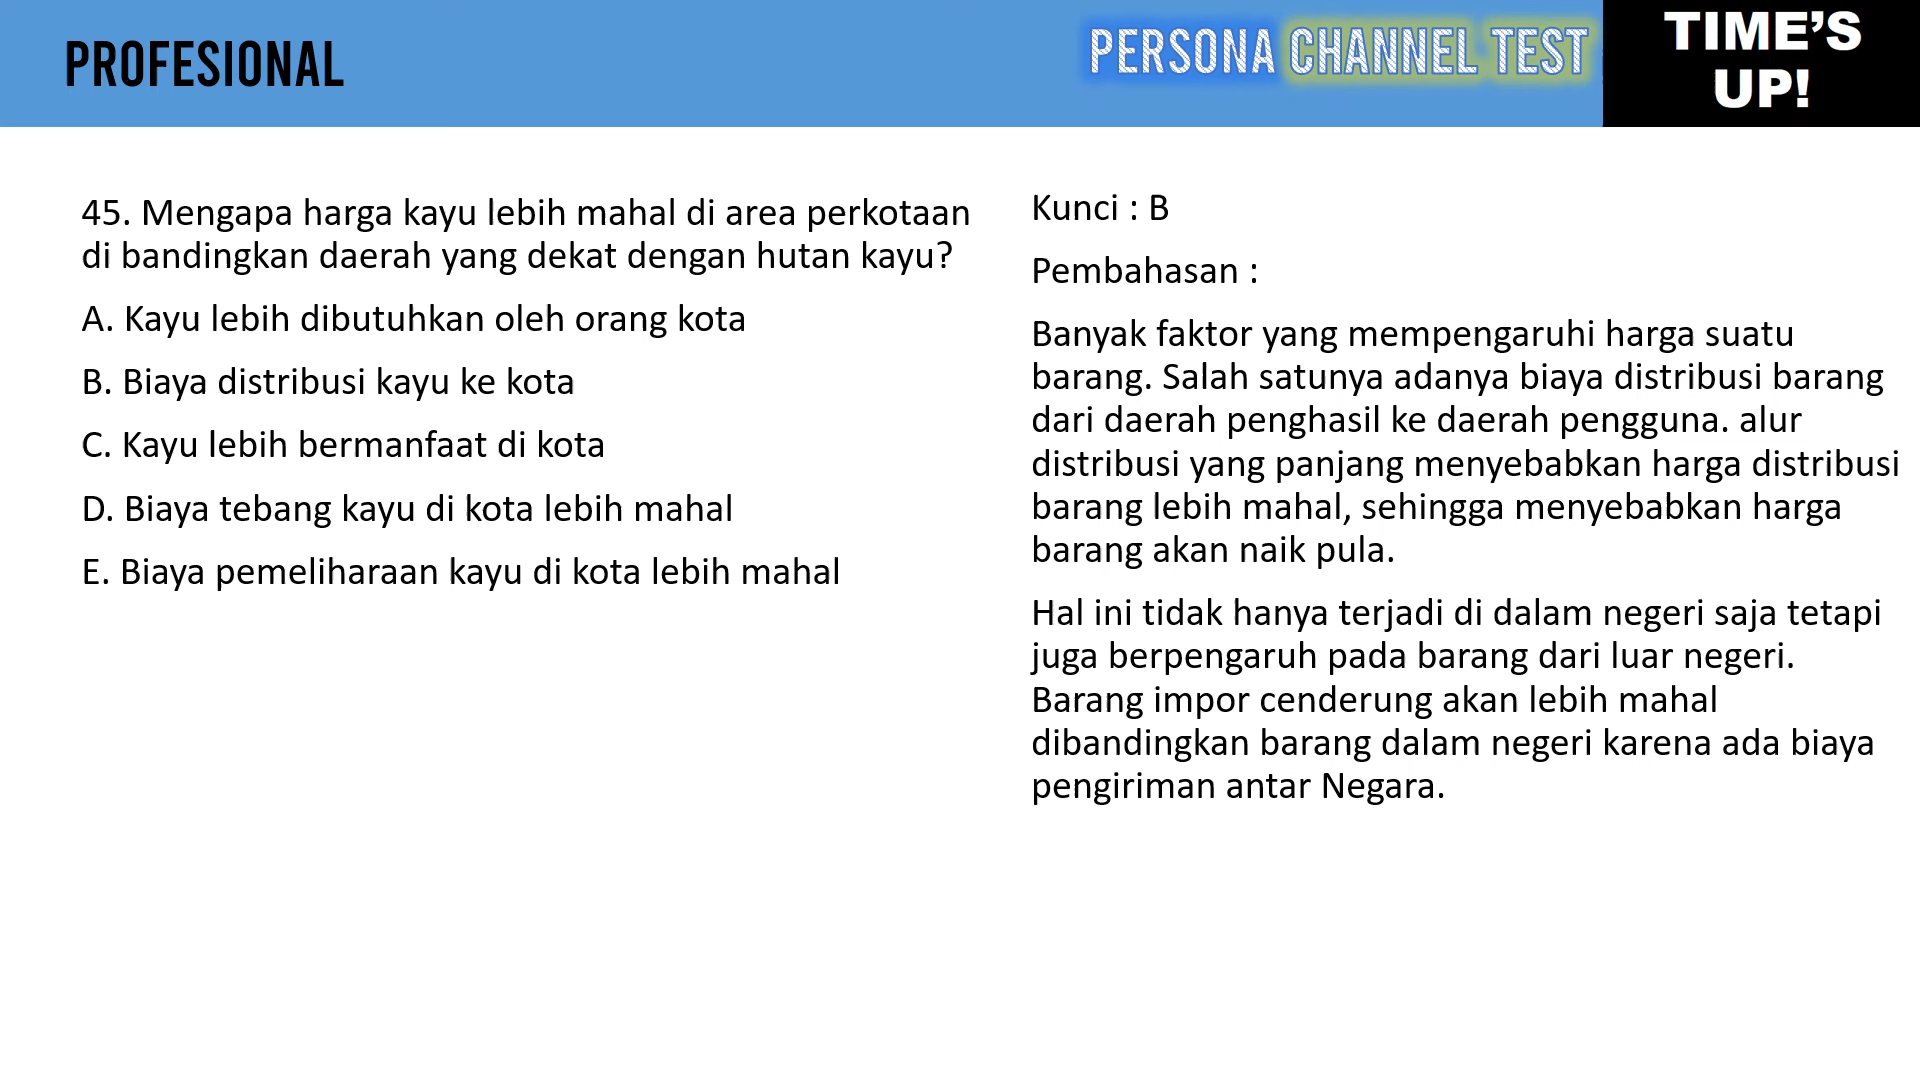 PROFESIONAL
PERSONA CHANNEL TEST
TIME’S
UP!
45. Mengapa harga kayu lebih mahal di area perkotaan
di bandingkan daerah yang dekat dengan hutan kayu?
A. Kayu lebih dibutuhkan oleh orang kota
B. Biaya distribusi kayu ke kota
C. Kayu lebih bermanfaat di kota
D. Biaya tebang kayu di kota lebih mahal
E. Biaya pemeliharaan kayu di kota lebih mahal
Kunci : B
Pembahasan :
Banyak faktor yang mempengaruhi harga suatu
barang. Salah satunya adanya biaya distribusi barang
dari daerah penghasil ke daerah pengguna. alur
distribusi yang panjang menyebabkan harga distribusi
barang lebih mahal, sehingga menyebabkan harga
barang akan naik pula.
Hal ini tidak hanya terjadi di dalam negeri saja tetapi
juga berpengaruh pada barang dari luar negeri.
Barang impor cenderung akan lebih mahal
dibandingkan barang dalam negeri karena ada biaya
pengiriman antar Negara.